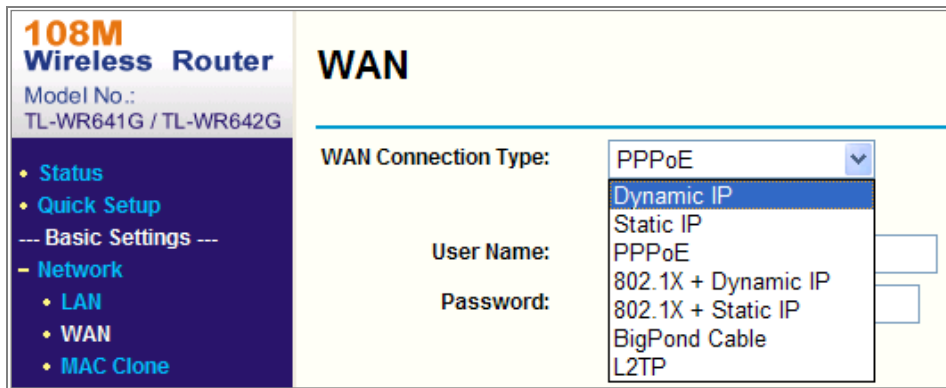 108M
Wireless Router
Model No.:
TL-WR641G / TL-WR642G
• Status
• Quick Setup
--- Basic Settings ---
– Network
• LAN
• WAN
• MAC Clone
WAN
WAN Connection Type:
PPPoE
Dynamic IP
Static IP
PPPoE
802.1X + Dynamic IP
802.1X + Static IP
BigPond Cable
L2TP
User Name:
Password: